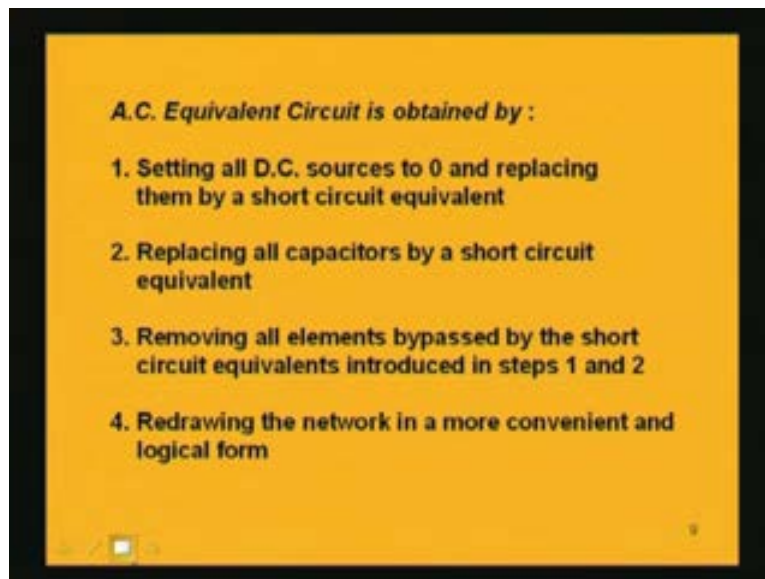 A.C. Equivalent Circuit is obtained by :
1. Setting all D.C. sources to 0 and replacing
them by a short circuit equivalent
2. Replacing all capacitors by a short circuit
equivalent
3. Removing all elements bypassed by the short
circuit equivalents introduced in steps 1 and 2
4. Redrawing the network in a more convenient and
logical form
9